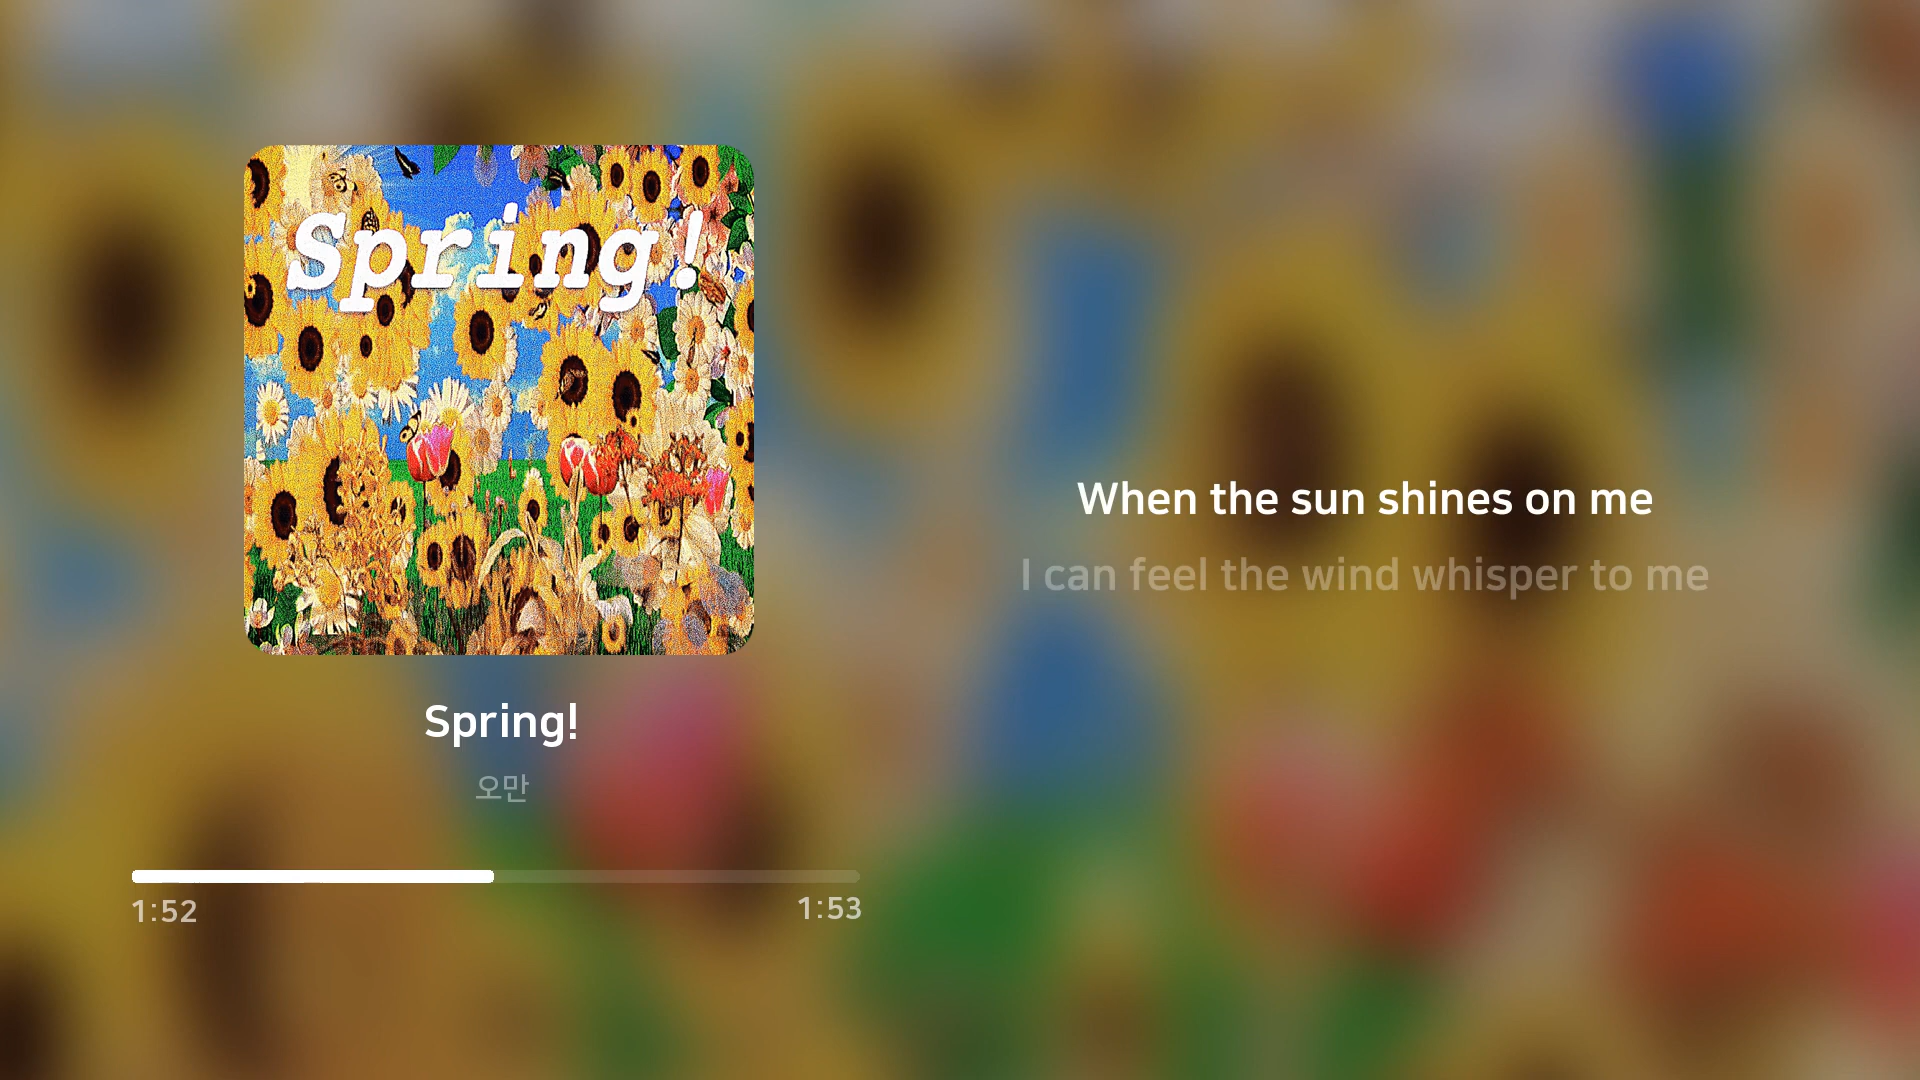 Spring!
Spring!
오만
1:52
1:53
When the sun shines on me
I can feel the wind whisper to me